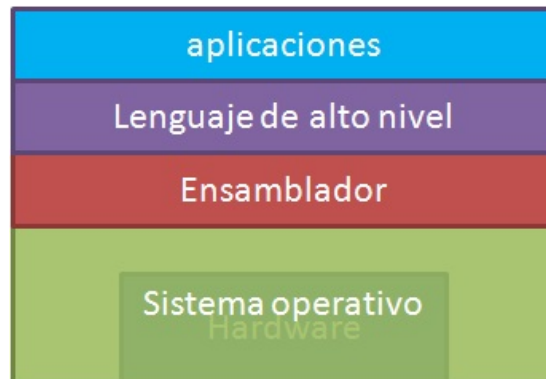 aplicaciones
Lenguaje de alto nivel
Ensamblador
Sistema operativo
Hardware